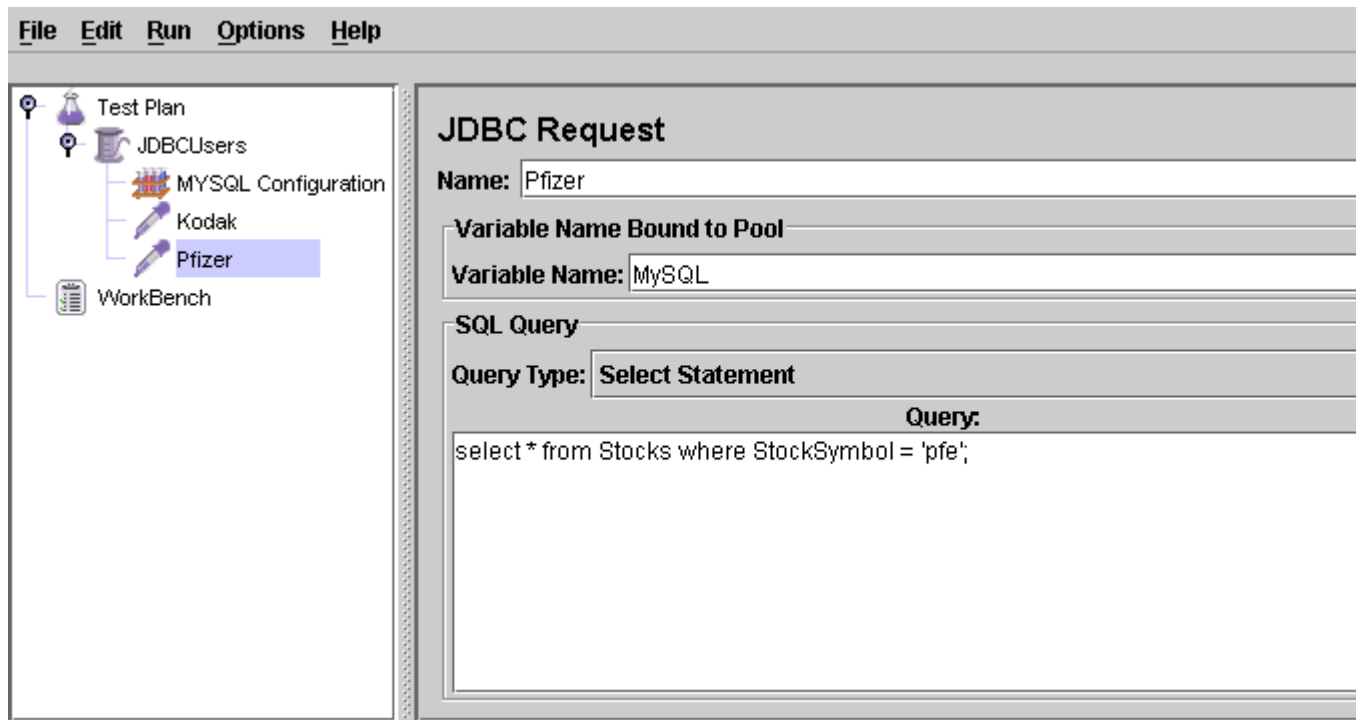 File Edit Run Options Help
Test Plan
JDBCUsers
MYSQL Configuration
Kodak
Pfizer
WorkBench
JDBC Request
Name: Pfizer
Variable Name Bound to Pool
Variable Name: MySQL
SQL Query
Query Type: Select Statement
Query:
select * from Stocks where StockSymbol = 'pfe';